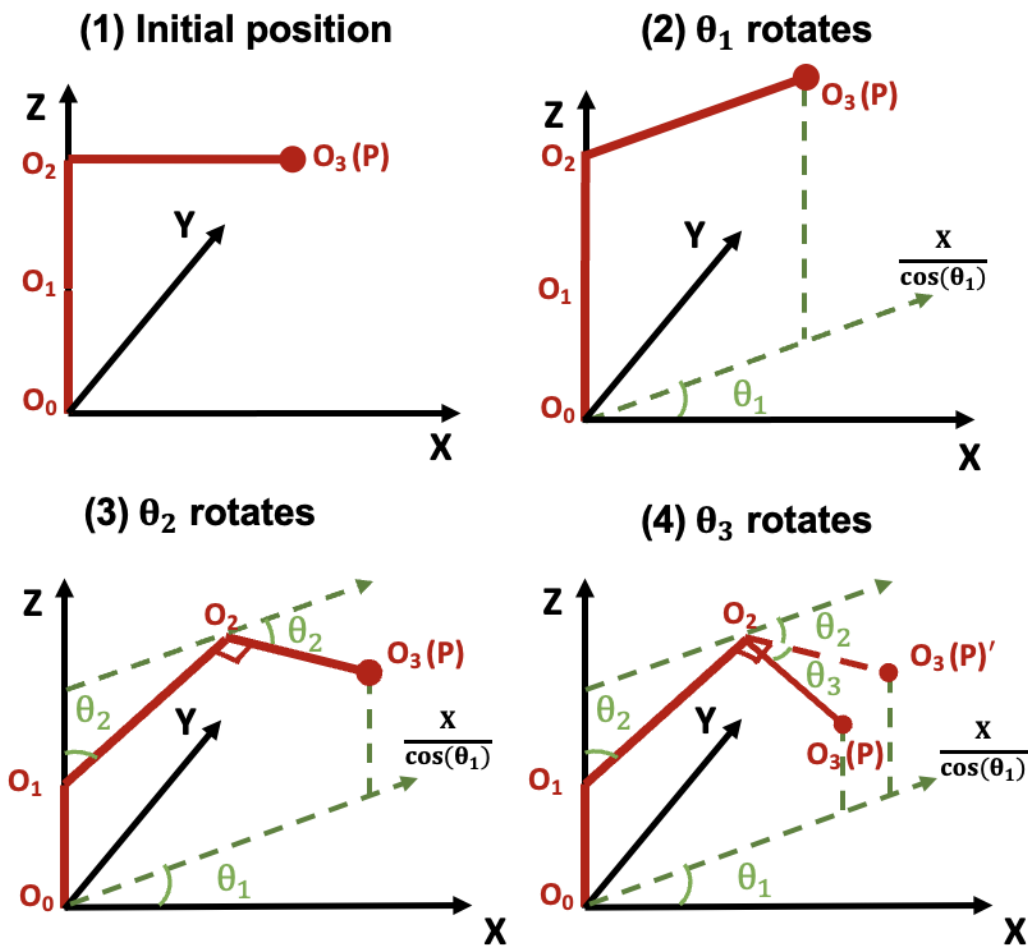 (1) Initial position
Z
O₂
O₃ (P)
Y
O₁
O₀
X
(2) θ₁ rotates
Z
O₃ (P)
O₂
Y
X
cos(θ₁)
O₁
θ₁
O₀
X
(3) θ₂ rotates
Z
O₂
θ₂
O₃ (P)
θ₂
Y
X
cos(θ₁)
O₁
θ₁
O₀
X
(4) θ₃ rotates
Z
O₂
θ₂
O₃ (P)′
θ₃
θ₂
Y
O₃ (P)
X
cos(θ₁)
O₁
θ₁
O₀
X